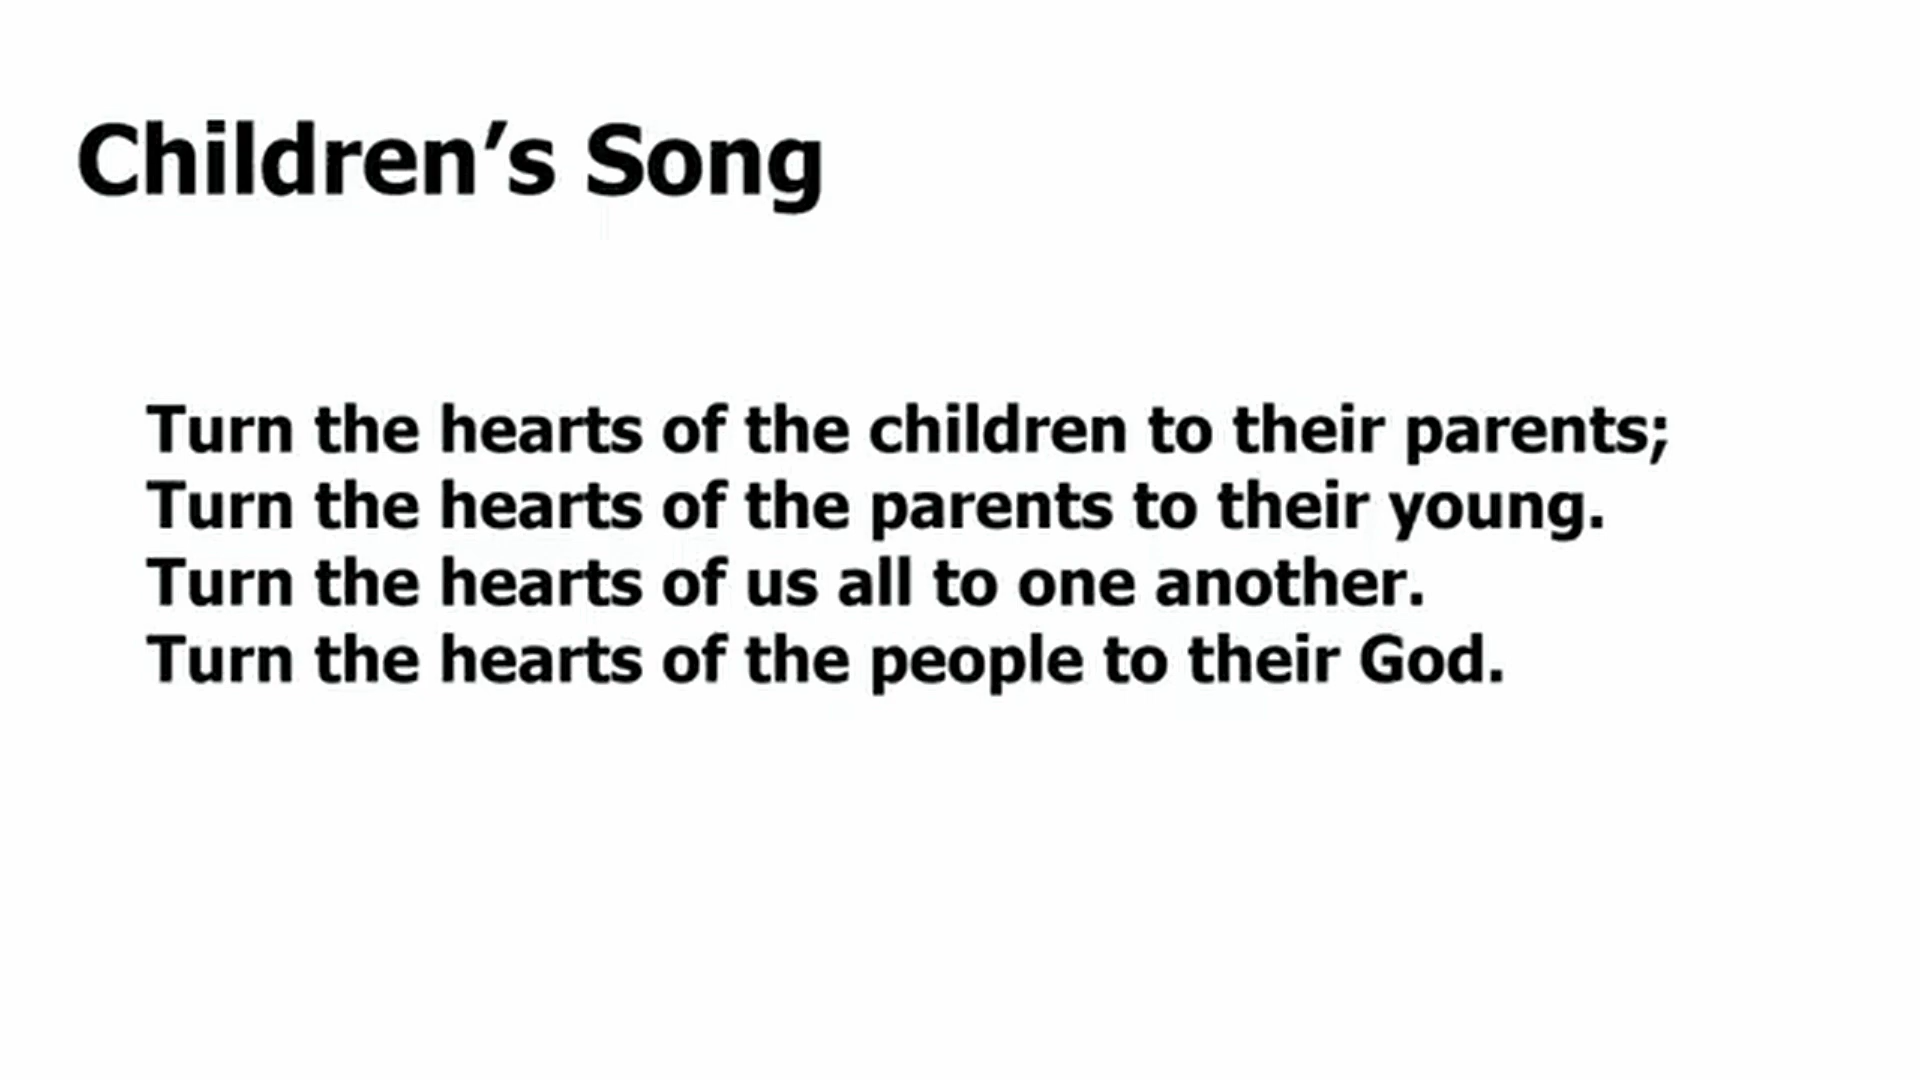 Children’s Song
Turn the hearts of the children to their parents;
Turn the hearts of the parents to their young.
Turn the hearts of us all to one another.
Turn the hearts of the people to their God.